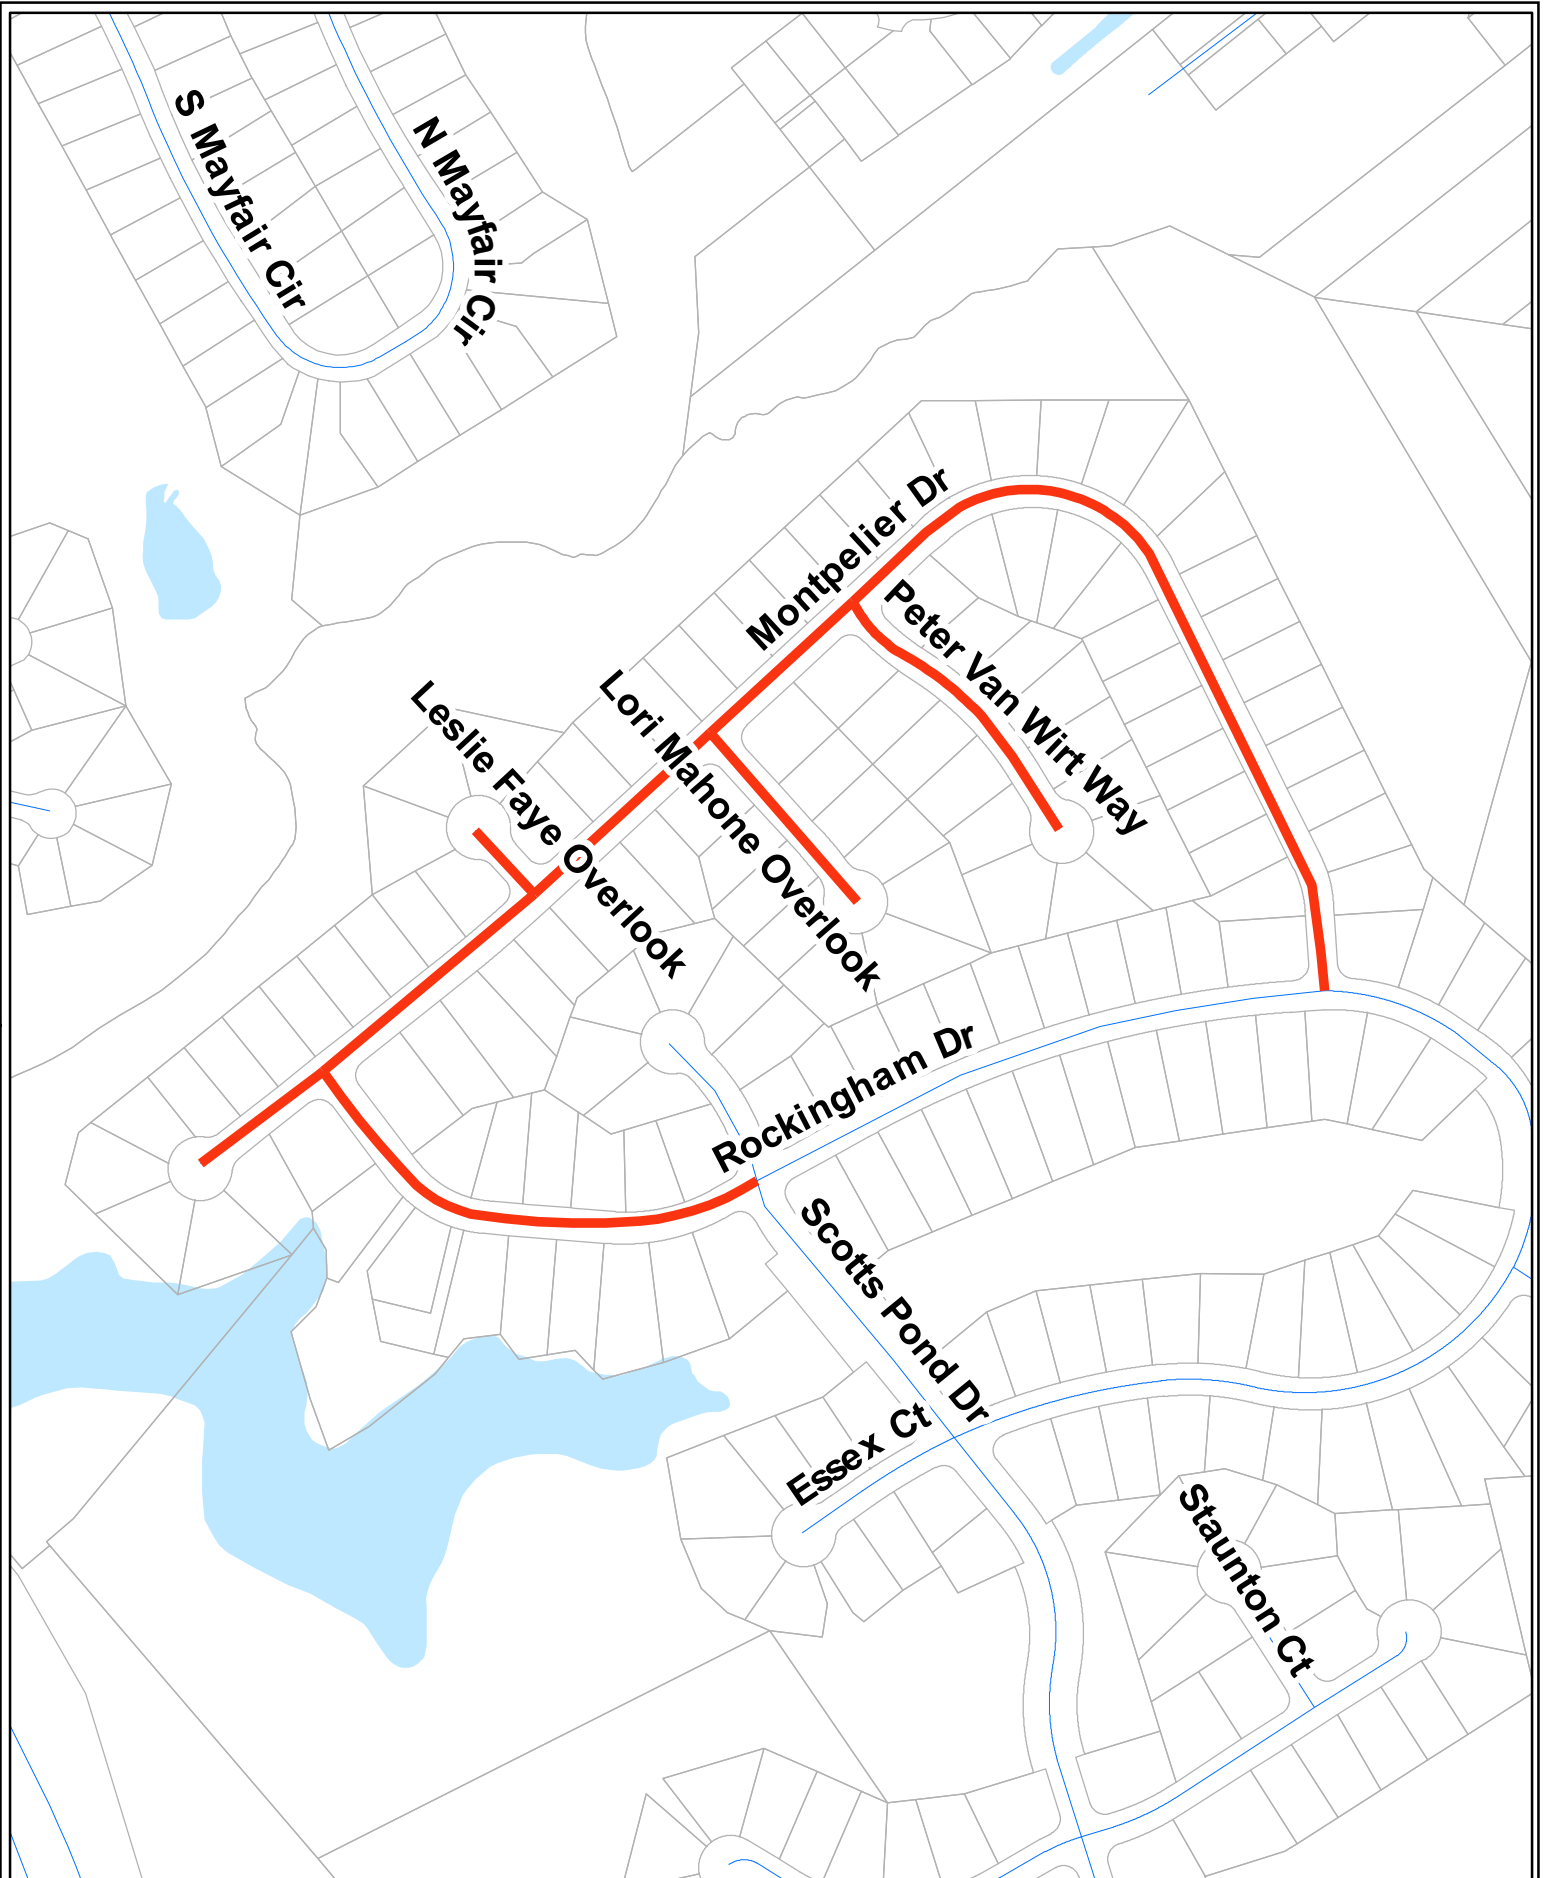 S Mayfair Cir
N Mayfair Cir
Montpelier Dr
Peter Van Wirt Way
Lori Mahone Overlook
Leslie Faye Overlook
Rockingham Dr
Scotts Pond Dr
Essex Ct
Staunton Ct